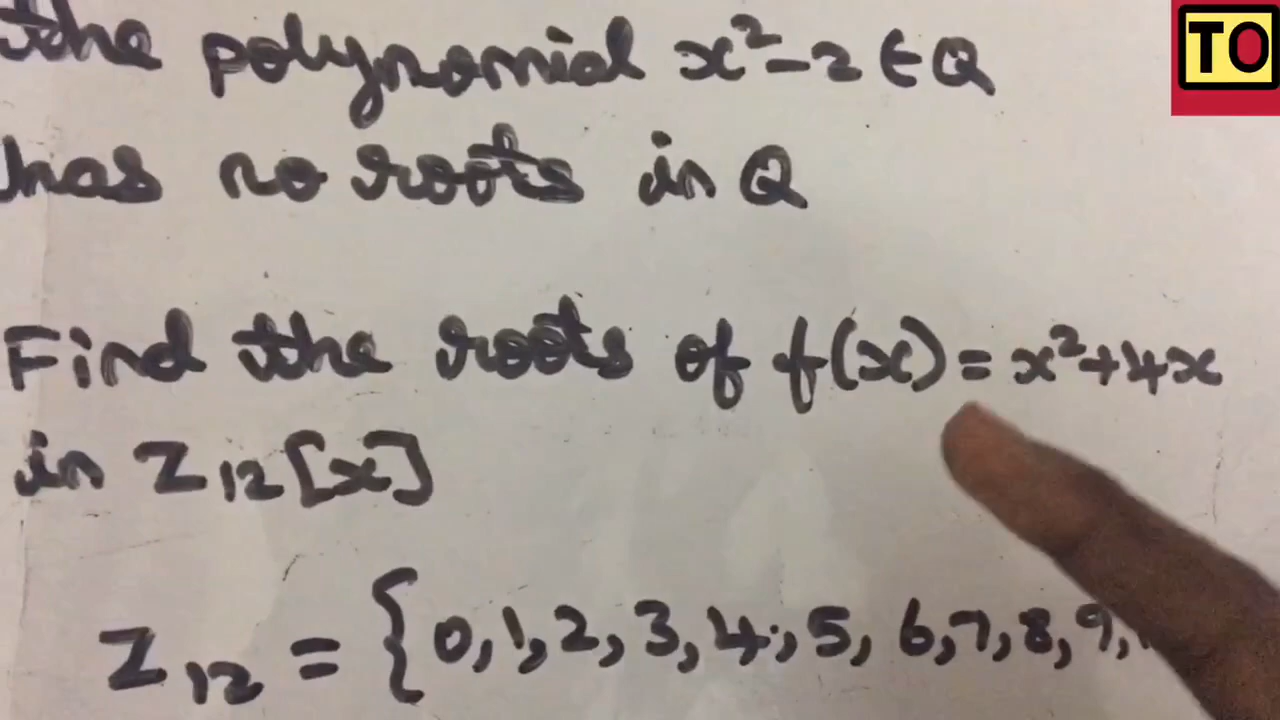 TO
the polynomial x²-2 ∈ Q
has no roots in Q
Find the roots of f(x) = x²+4x
in Z₁₂[x]
Z₁₂ = {0,1,2,3,4,5,6,7,8,9,